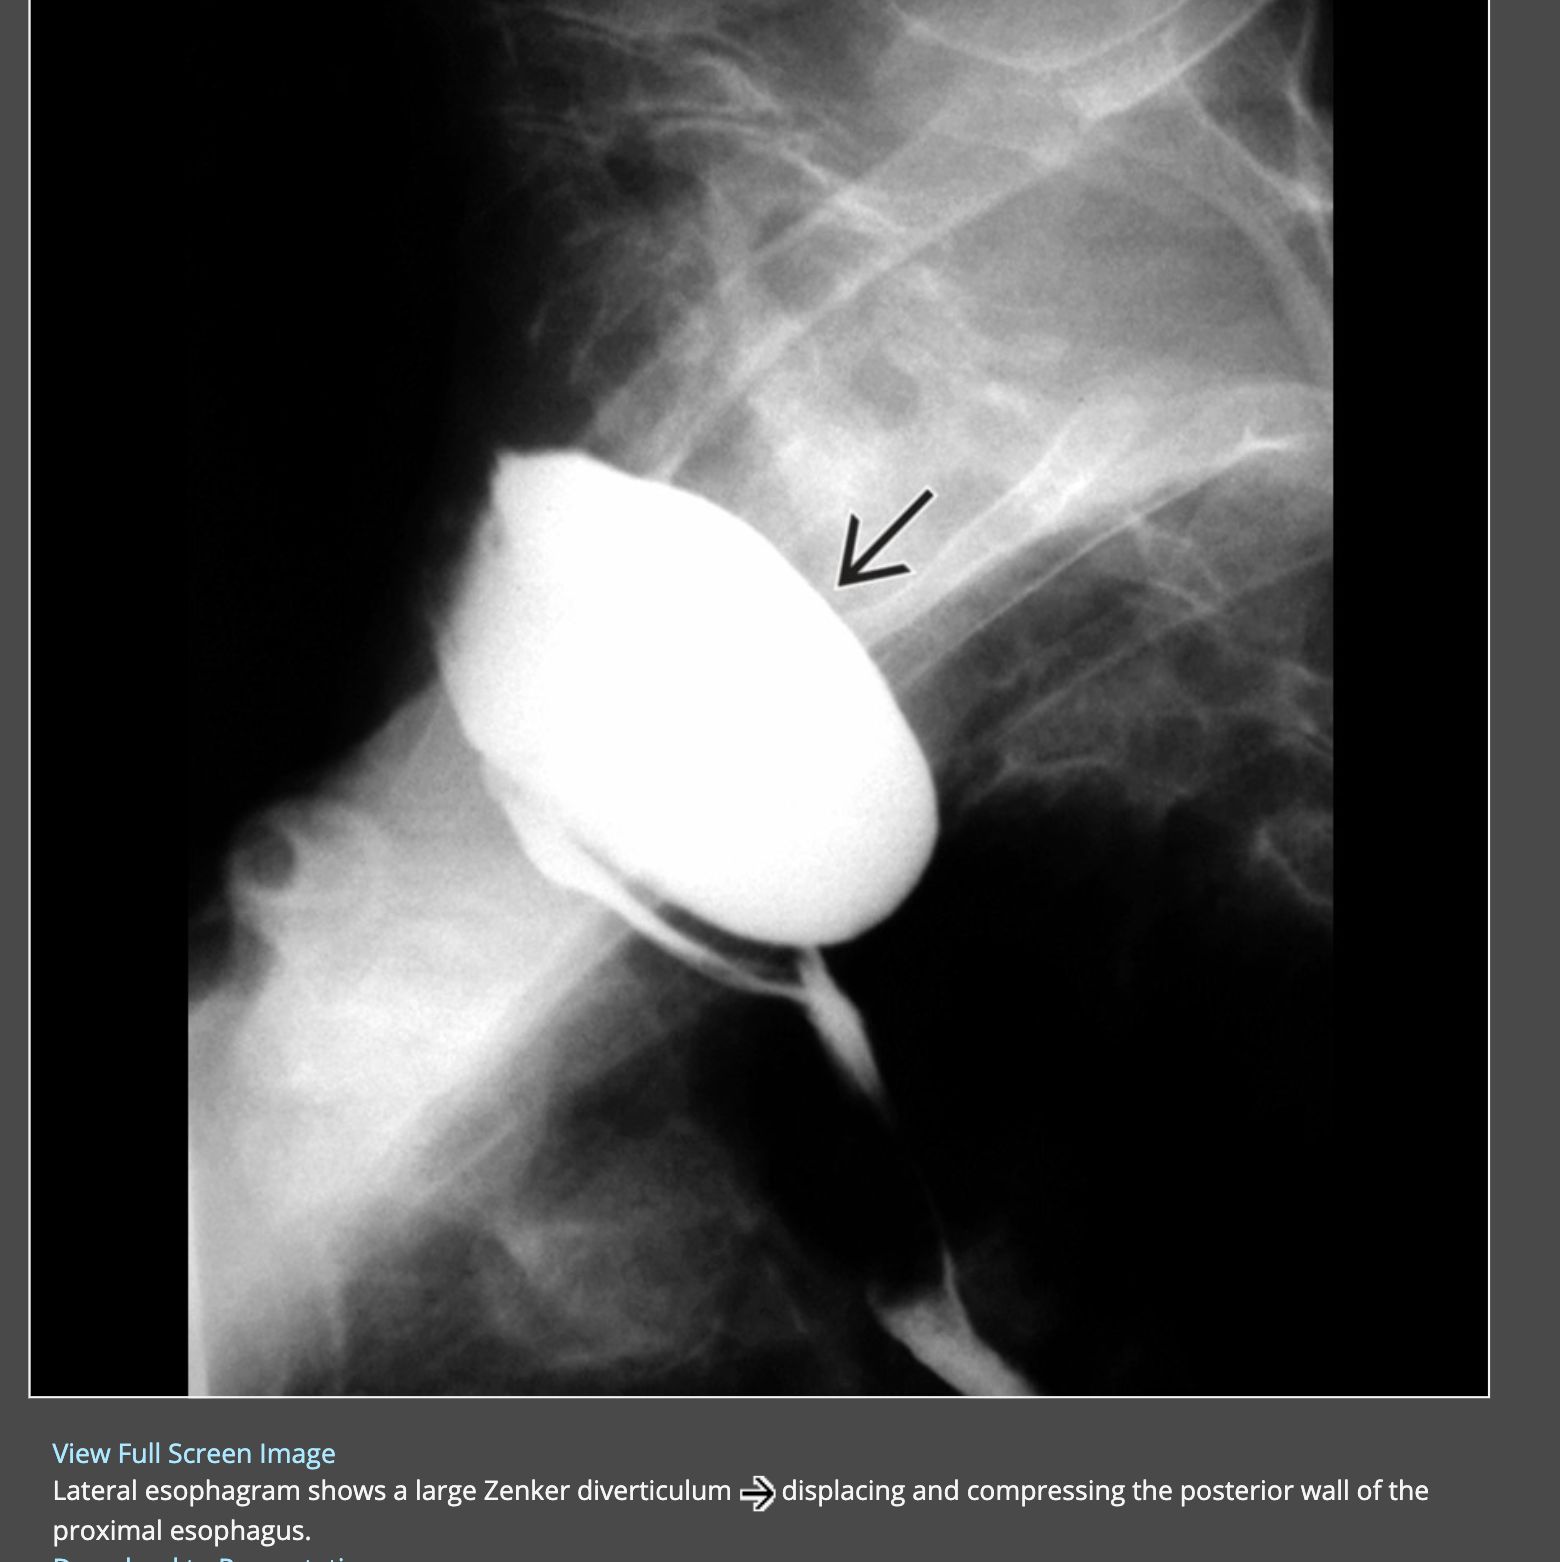 View Full Screen Image
Lateral esophagram shows a large Zenker diverticulum displacing and compressing the posterior wall of the
proximal esophagus.